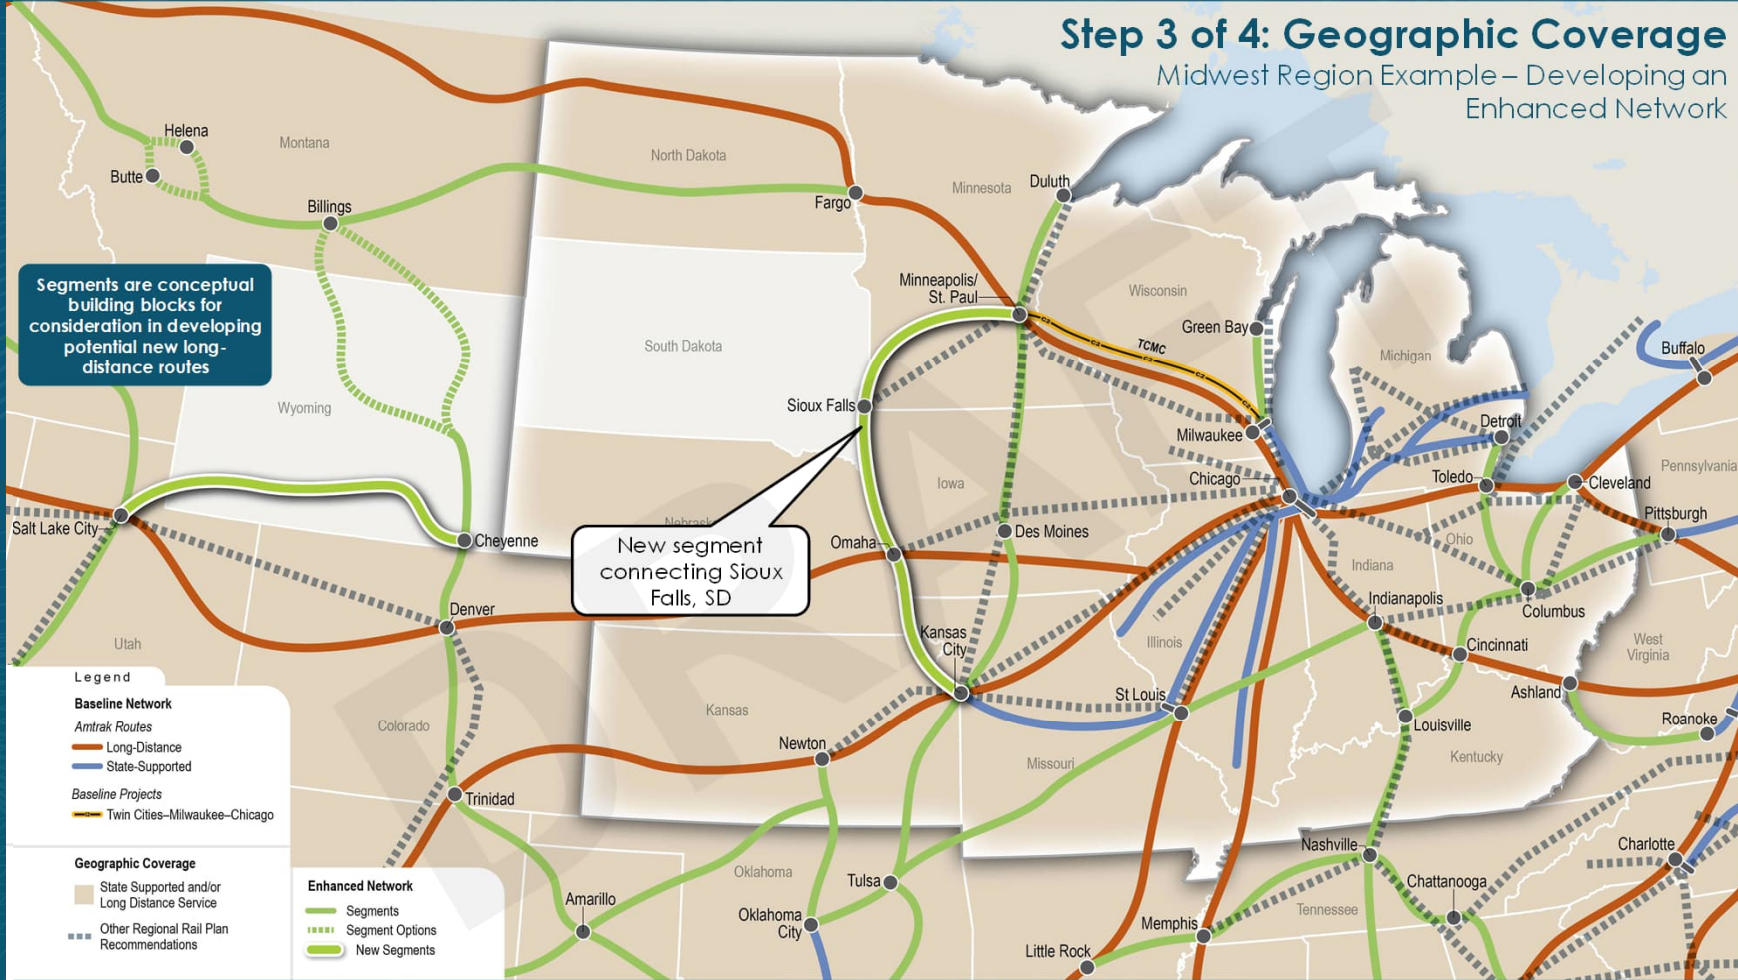 Step 3 of 4: Geographic Coverage
Midwest Region Example – Developing an
Enhanced Network
Helena
Montana
Butte
Billings
North Dakota
Fargo
Minnesota
Duluth
Segments are conceptual
building blocks for
consideration in developing
potential new long-
distance routes
Minneapolis/
St. Paul
Wisconsin
Green Bay
TCMC
Michigan
Buffalo
South Dakota
Wyoming
Sioux Falls
Milwaukee
Detroit
Chicago
Toledo
Cleveland
Pennsylvania
Iowa
Salt Lake City
Cheyenne
Omaha
Des Moines
Pittsburgh
Ohio
New segment
connecting Sioux
Falls, SD
Indiana
Denver
Indianapolis
Columbus
Utah
Kansas
City
Illinois
Cincinnati
West
Virginia
St Louis
Ashland
Kansas
Colorado
Louisville
Roanoke
Newton
Missouri
Kentucky
Trinidad
Nashville
Charlotte
Oklahoma
Tulsa
Chattanooga
Amarillo
Oklahoma
City
Tennessee
Memphis
Little Rock
Legend
Baseline Network
Amtrak Routes
Long-Distance
State-Supported
Baseline Projects
Twin Cities–Milwaukee–Chicago
Geographic Coverage
State Supported and/or
Long Distance Service
Other Regional Rail Plan
Recommendations
Enhanced Network
Segments
Segment Options
New Segments
DRAFT